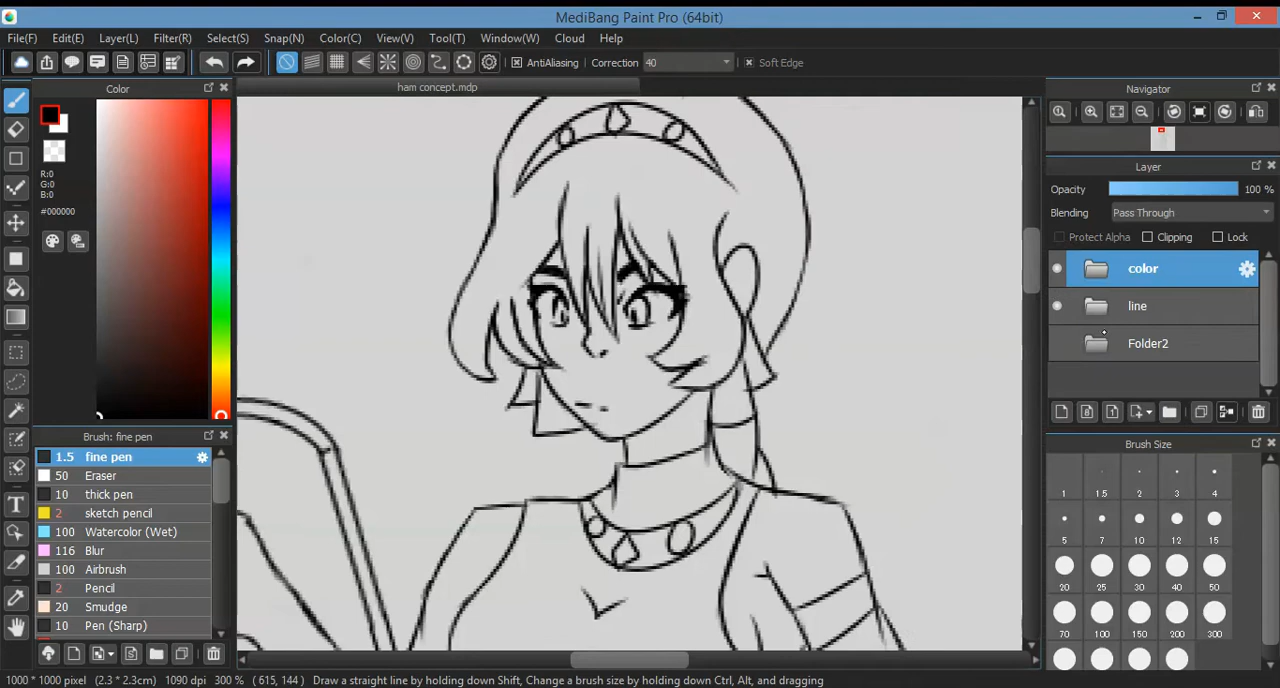 MediBang Paint Pro (64bit)
File(F) Edit(E) Layer(L) Filter(R) Select(S) Snap(N) Color(C) View(V) Tool(T) Window(W) Cloud Help
AntiAliasing Correction 40 Soft Edge
Color
R:0
G:0
B:0
#000000
Brush: fine pen
1.5 fine pen
50 Eraser
10 thick pen
2 sketch pencil
100 Watercolor (Wet)
116 Blur
100 Airbrush
2 Pencil
20 Smudge
10 Pen (Sharp)
ham concept.mdp
Navigator
Layer
Opacity 100 %
Blending Pass Through
Protect Alpha Clipping Lock
color
line
Folder2
Brush Size
1 1.5 2 3 4
5 7 10 12 15
20 25 30 40 50
70 100 150 200 300
1000 * 1000 pixel (2.3 * 2.3cm) 1090 dpi 300 % ( 615, 144 ) Draw a straight line by holding down Shift, Change a brush size by holding down Ctrl, Alt, and dragging